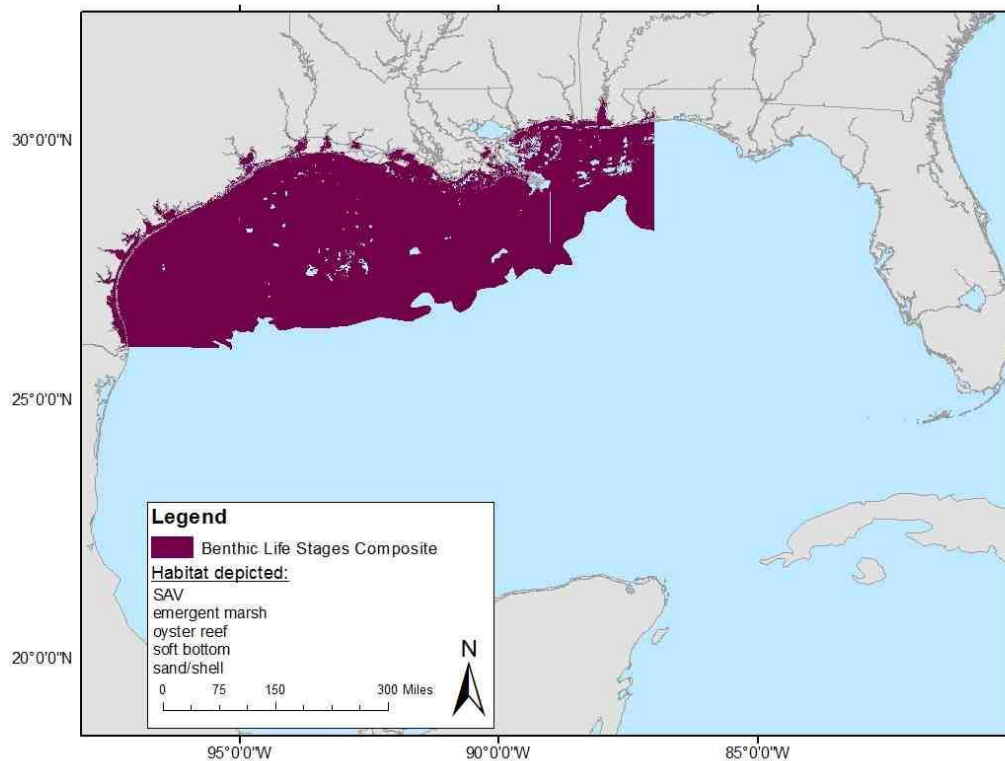 30°0'0"N
25°0'0"N
20°0'0"N
Legend
Benthic Life Stages Composite
Habitat depicted:
SAV
emergent marsh
oyster reef
soft bottom
sand/shell
N
0 75 150 300 Miles
95°0'0"W 90°0'0"W 85°0'0"W